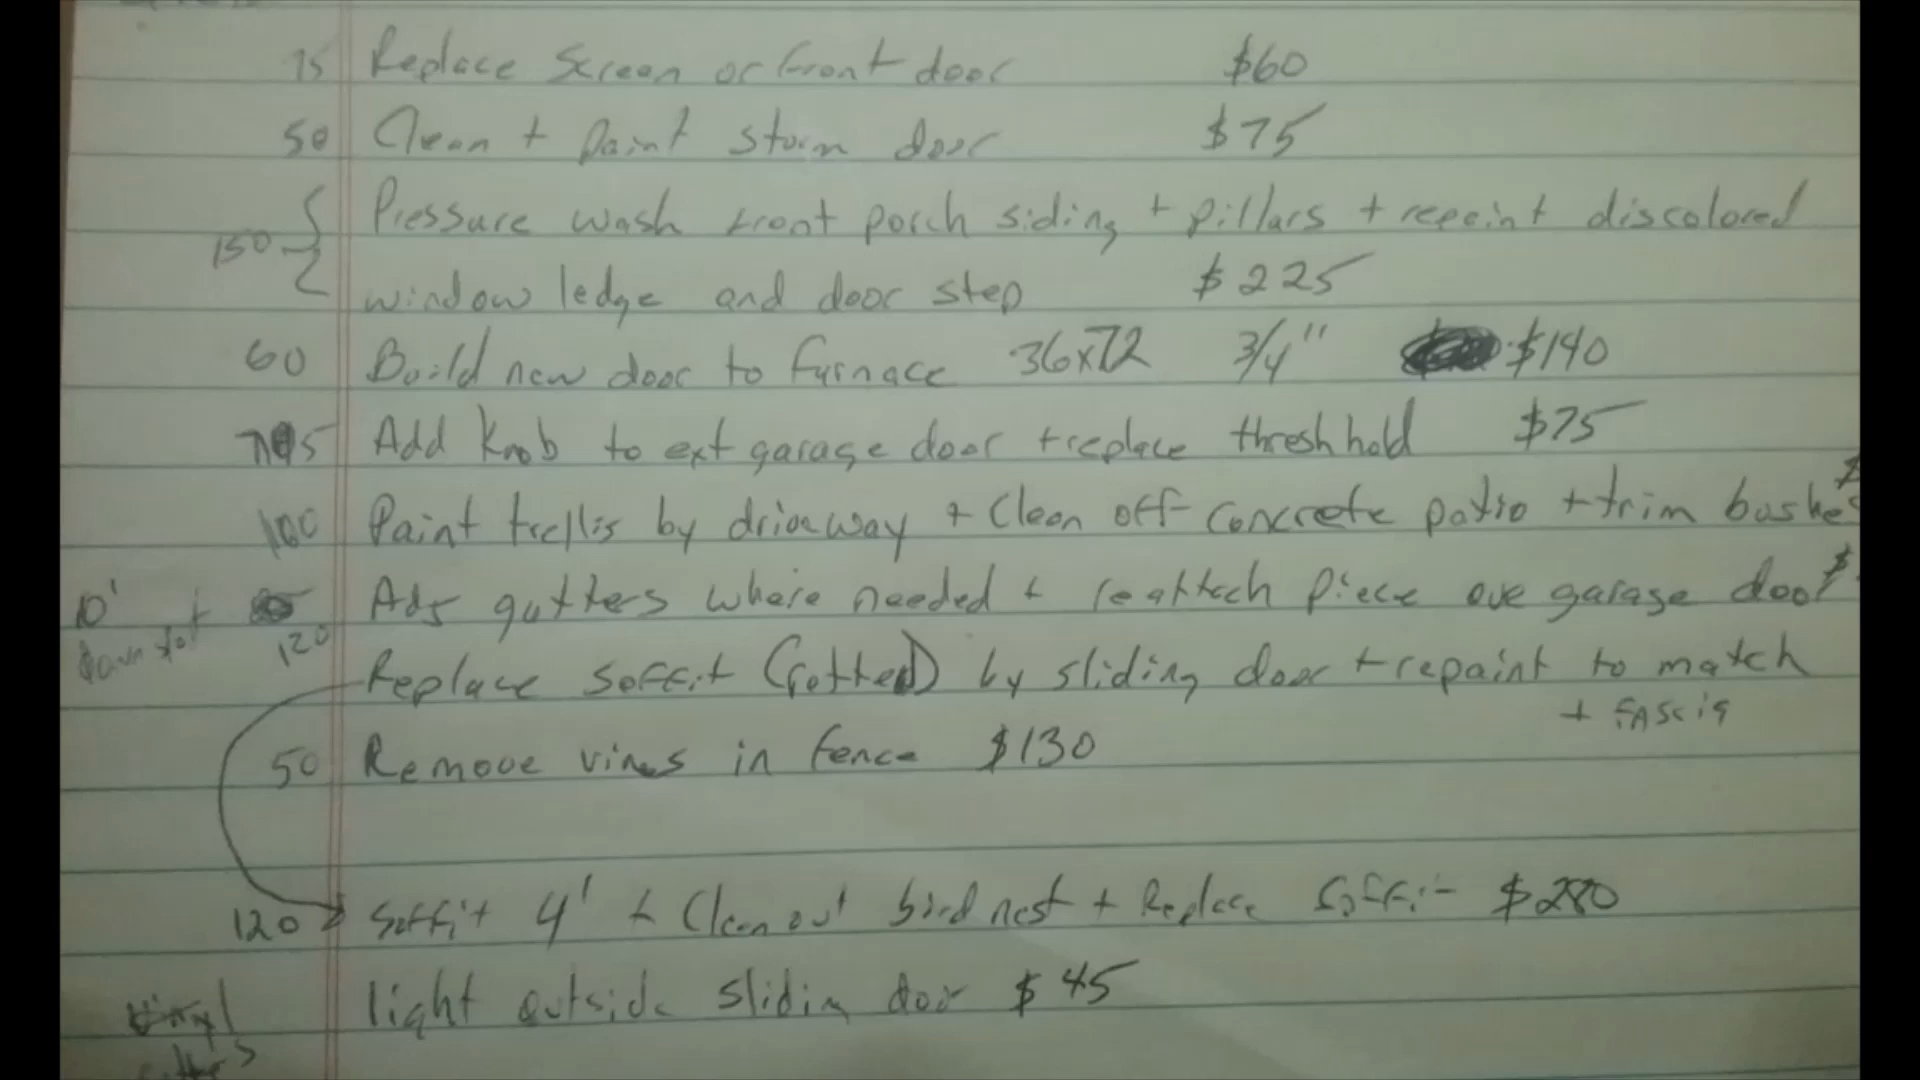 75 Replace Screen or front door $60
50 Clean + Paint storm door $75
Pressure wash front porch siding + pillars + repaint discolored
150
window ledge and door step $225
60 Build new door to furnace 36x72 3/4" $140
Add Knob to ext garage door + replace threshhold $75
100 Paint trellis by driveway + Clean off concrete patio + trim bushes $
10' Adj gutters where needed + reattach piece ove garage door $
120
Replace soffit (rotted) by sliding door + repaint to match
+ fascia
50 Remove vines in fence $130
120 Soffit 4' + Clean out bird nest + Replace soffit
light outside sliding door $45